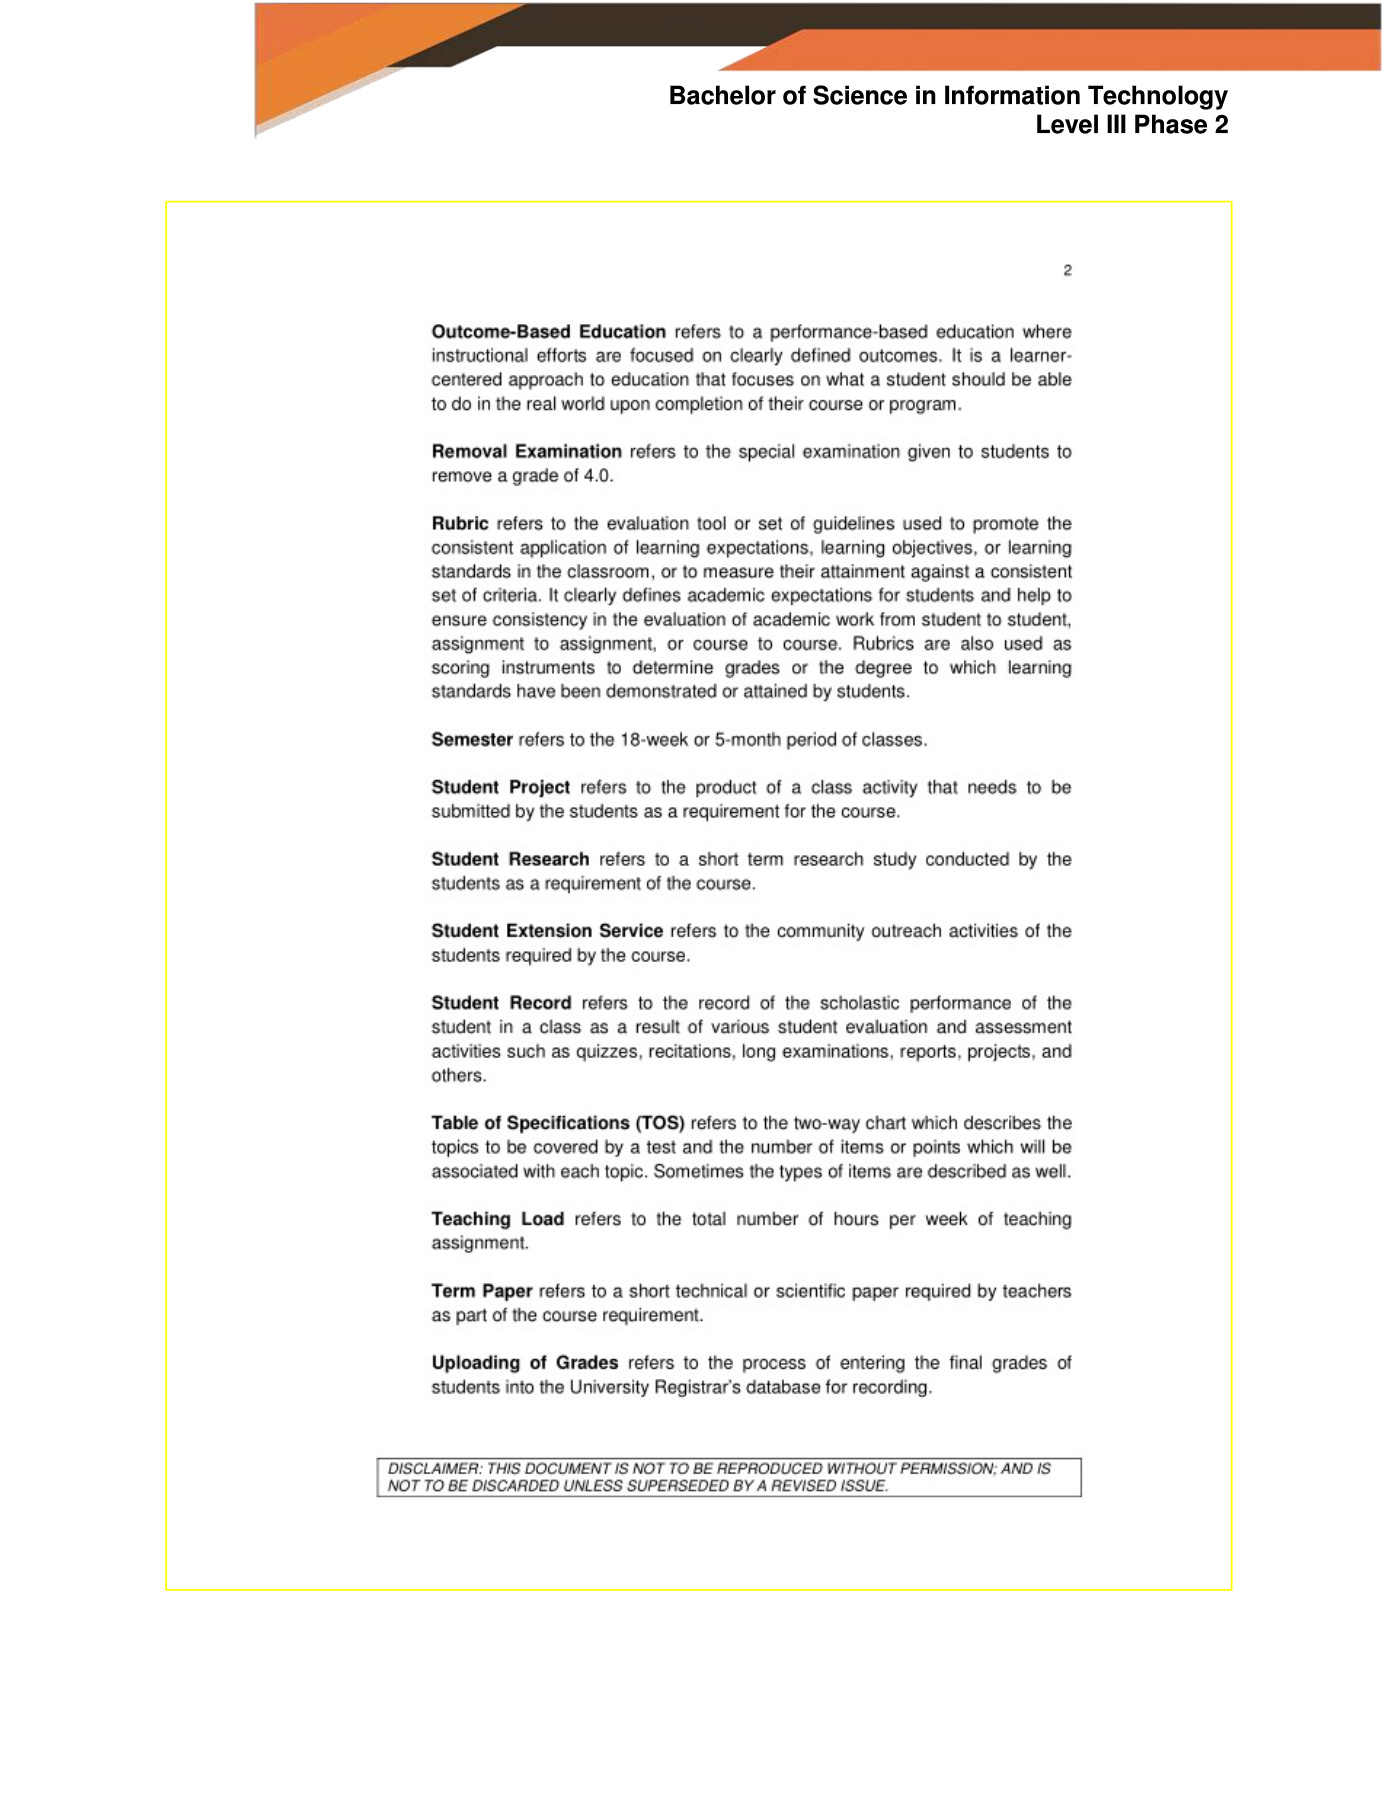 Bachelor of Science in Information Technology
Level III Phase 2
2
Outcome-Based Education refers to a performance-based education where
instructional efforts are focused on clearly defined outcomes. It is a learner-
centered approach to education that focuses on what a student should be able
to do in the real world upon completion of their course or program.
Removal Examination refers to the special examination given to students to
remove a grade of 4.0.
Rubric refers to the evaluation tool or set of guidelines used to promote the
consistent application of learning expectations, learning objectives, or learning
standards in the classroom, or to measure their attainment against a consistent
set of criteria. It clearly defines academic expectations for students and help to
ensure consistency in the evaluation of academic work from student to student,
assignment to assignment, or course to course. Rubrics are also used as
scoring instruments to determine grades or the degree to which learning
standards have been demonstrated or attained by students.
Semester refers to the 18-week or 5-month period of classes.
Student Project refers to the product of a class activity that needs to be
submitted by the students as a requirement for the course.
Student Research refers to a short term research study conducted by the
students as a requirement of the course.
Student Extension Service refers to the community outreach activities of the
students required by the course.
Student Record refers to the record of the scholastic performance of the
student in a class as a result of various student evaluation and assessment
activities such as quizzes, recitations, long examinations, reports, projects, and
others.
Table of Specifications (TOS) refers to the two-way chart which describes the
topics to be covered by a test and the number of items or points which will be
associated with each topic. Sometimes the types of items are described as well.
Teaching Load refers to the total number of hours per week of teaching
assignment.
Term Paper refers to a short technical or scientific paper required by teachers
as part of the course requirement.
Uploading of Grades refers to the process of entering the final grades of
students into the University Registrar's database for recording.
DISCLAIMER: THIS DOCUMENT IS NOT TO BE REPRODUCED WITHOUT PERMISSION; AND IS
NOT TO BE DISCARDED UNLESS SUPERSEDED BY A REVISED ISSUE.